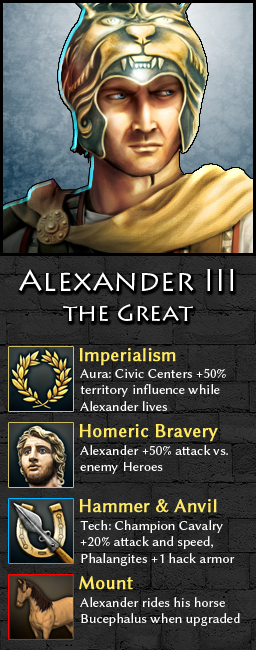 Alexander III
the Great
Imperialism
Aura: Civic Centers +50%
territory influence while
Alexander lives
Homeric Bravery
Alexander +50% attack vs.
enemy Heroes
Hammer & Anvil
Tech: Champion Cavalry
+20% attack and speed,
Phalangites +1 hack armor
Mount
Alexander rides his horse
Bucephalus when upgraded